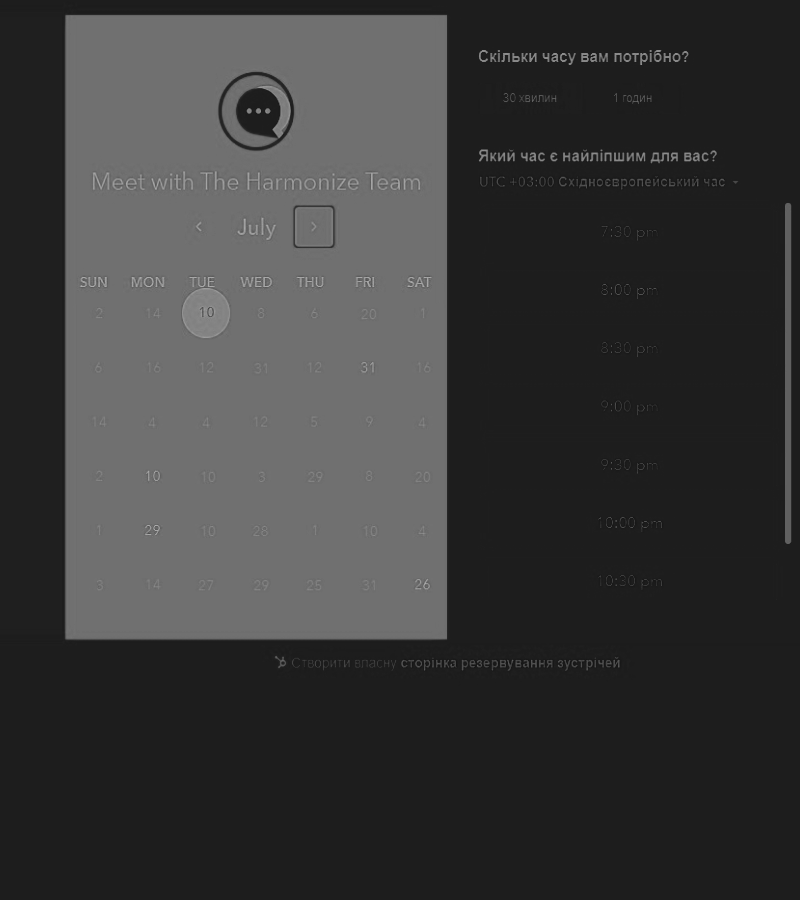 Meet with The Harmonize Team
July
SUN MON TUE WED THU FRI SAT
2 14 10 8 6 20 1
6 16 12 31 12 31 16
14 4 4 12 5 9 4
2 10 10 3 29 8 20
1 29 10 28 1 10 4
3 14 27 29 25 31 26
Скільки часу вам потрібно?
30 хвилин 1 годин
Який час є найліпшим для вас?
UTC +03:00 Східноєвропейський час
7:30 pm
8:00 pm
8:30 pm
9:00 pm
9:30 pm
10:00 pm
10:30 pm
Створити власну сторінка резервування зустрічей